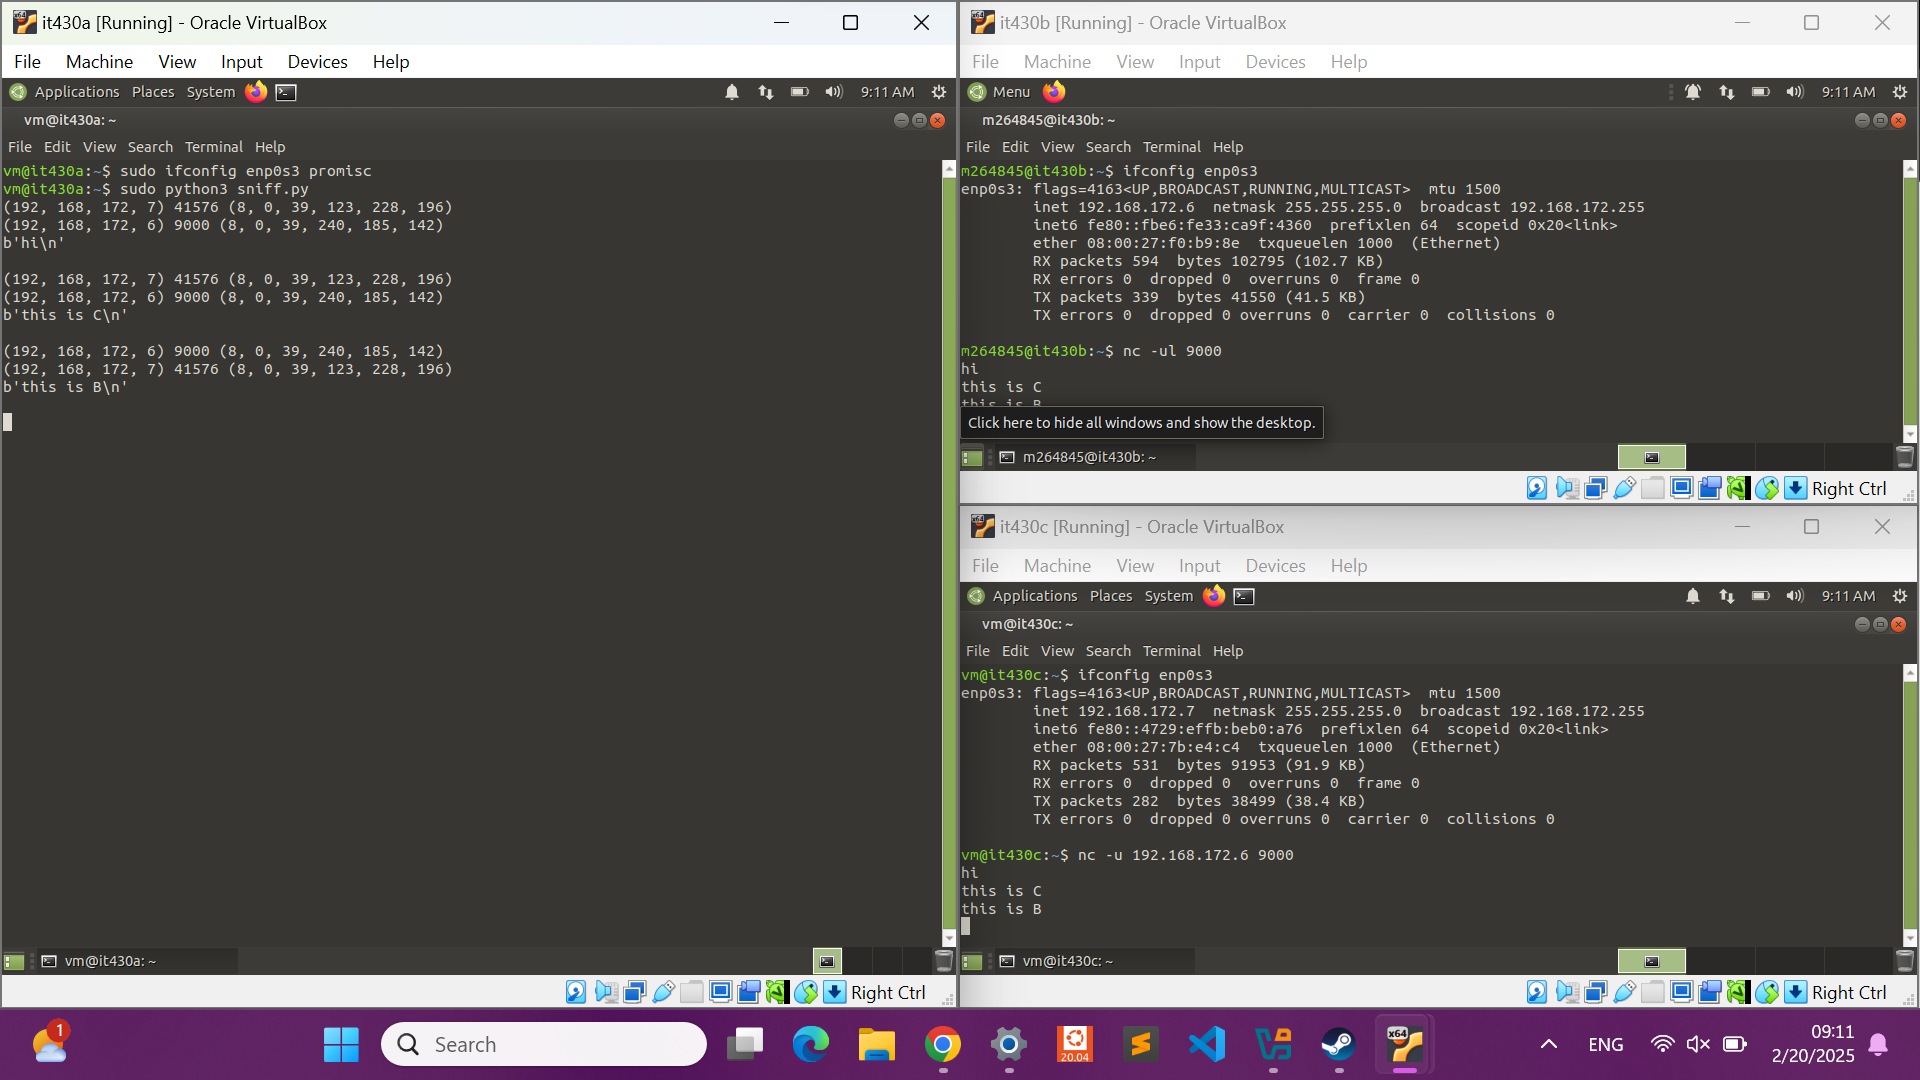 it430a [Running] - Oracle VirtualBox
File Machine View Input Devices Help
Applications Places System 9:11 AM
vm@it430a: ~
File Edit View Search Terminal Help
vm@it430a:~$ sudo ifconfig enp0s3 promisc
vm@it430a:~$ sudo python3 sniff.py
(192, 168, 172, 7) 41576 (8, 0, 39, 123, 228, 196)
(192, 168, 172, 6) 9000 (8, 0, 39, 240, 185, 142)
b'hi\n'
(192, 168, 172, 7) 41576 (8, 0, 39, 123, 228, 196)
(192, 168, 172, 6) 9000 (8, 0, 39, 240, 185, 142)
b'this is C\n'
(192, 168, 172, 6) 9000 (8, 0, 39, 240, 185, 142)
(192, 168, 172, 7) 41576 (8, 0, 39, 123, 228, 196)
b'this is B\n'
vm@it430a: ~
Right Ctrl
it430b [Running] - Oracle VirtualBox
File Machine View Input Devices Help
Menu 9:11 AM
m264845@it430b: ~
File Edit View Search Terminal Help
m264845@it430b:~$ ifconfig enp0s3
enp0s3: flags=4163<UP,BROADCAST,RUNNING,MULTICAST>  mtu 1500
inet 192.168.172.6  netmask 255.255.255.0  broadcast 192.168.172.255
inet6 fe80::fbe6:fe33:ca9f:4360  prefixlen 64  scopeid 0x20<link>
ether 08:00:27:f0:b9:8e  txqueuelen 1000  (Ethernet)
RX packets 594  bytes 102795 (102.7 KB)
RX errors 0  dropped 0  overruns 0  frame 0
TX packets 339  bytes 41550 (41.5 KB)
TX errors 0  dropped 0 overruns 0  carrier 0  collisions 0
m264845@it430b:~$ nc -ul 9000
hi
this is C
this is B
Click here to hide all windows and show the desktop.
m264845@it430b: ~
Right Ctrl
it430c [Running] - Oracle VirtualBox
File Machine View Input Devices Help
Applications Places System 9:11 AM
vm@it430c: ~
File Edit View Search Terminal Help
vm@it430c:~$ ifconfig enp0s3
enp0s3: flags=4163<UP,BROADCAST,RUNNING,MULTICAST>  mtu 1500
inet 192.168.172.7  netmask 255.255.255.0  broadcast 192.168.172.255
inet6 fe80::4729:effb:beb0:a76  prefixlen 64  scopeid 0x20<link>
ether 08:00:27:7b:e4:c4  txqueuelen 1000  (Ethernet)
RX packets 531  bytes 91953 (91.9 KB)
RX errors 0  dropped 0  overruns 0  frame 0
TX packets 282  bytes 38499 (38.4 KB)
TX errors 0  dropped 0 overruns 0  carrier 0  collisions 0
vm@it430c:~$ nc -u 192.168.172.6 9000
hi
this is C
this is B
vm@it430c: ~
Right Ctrl
1
Search
20.04
x64
ENG
09:11
2/20/2025